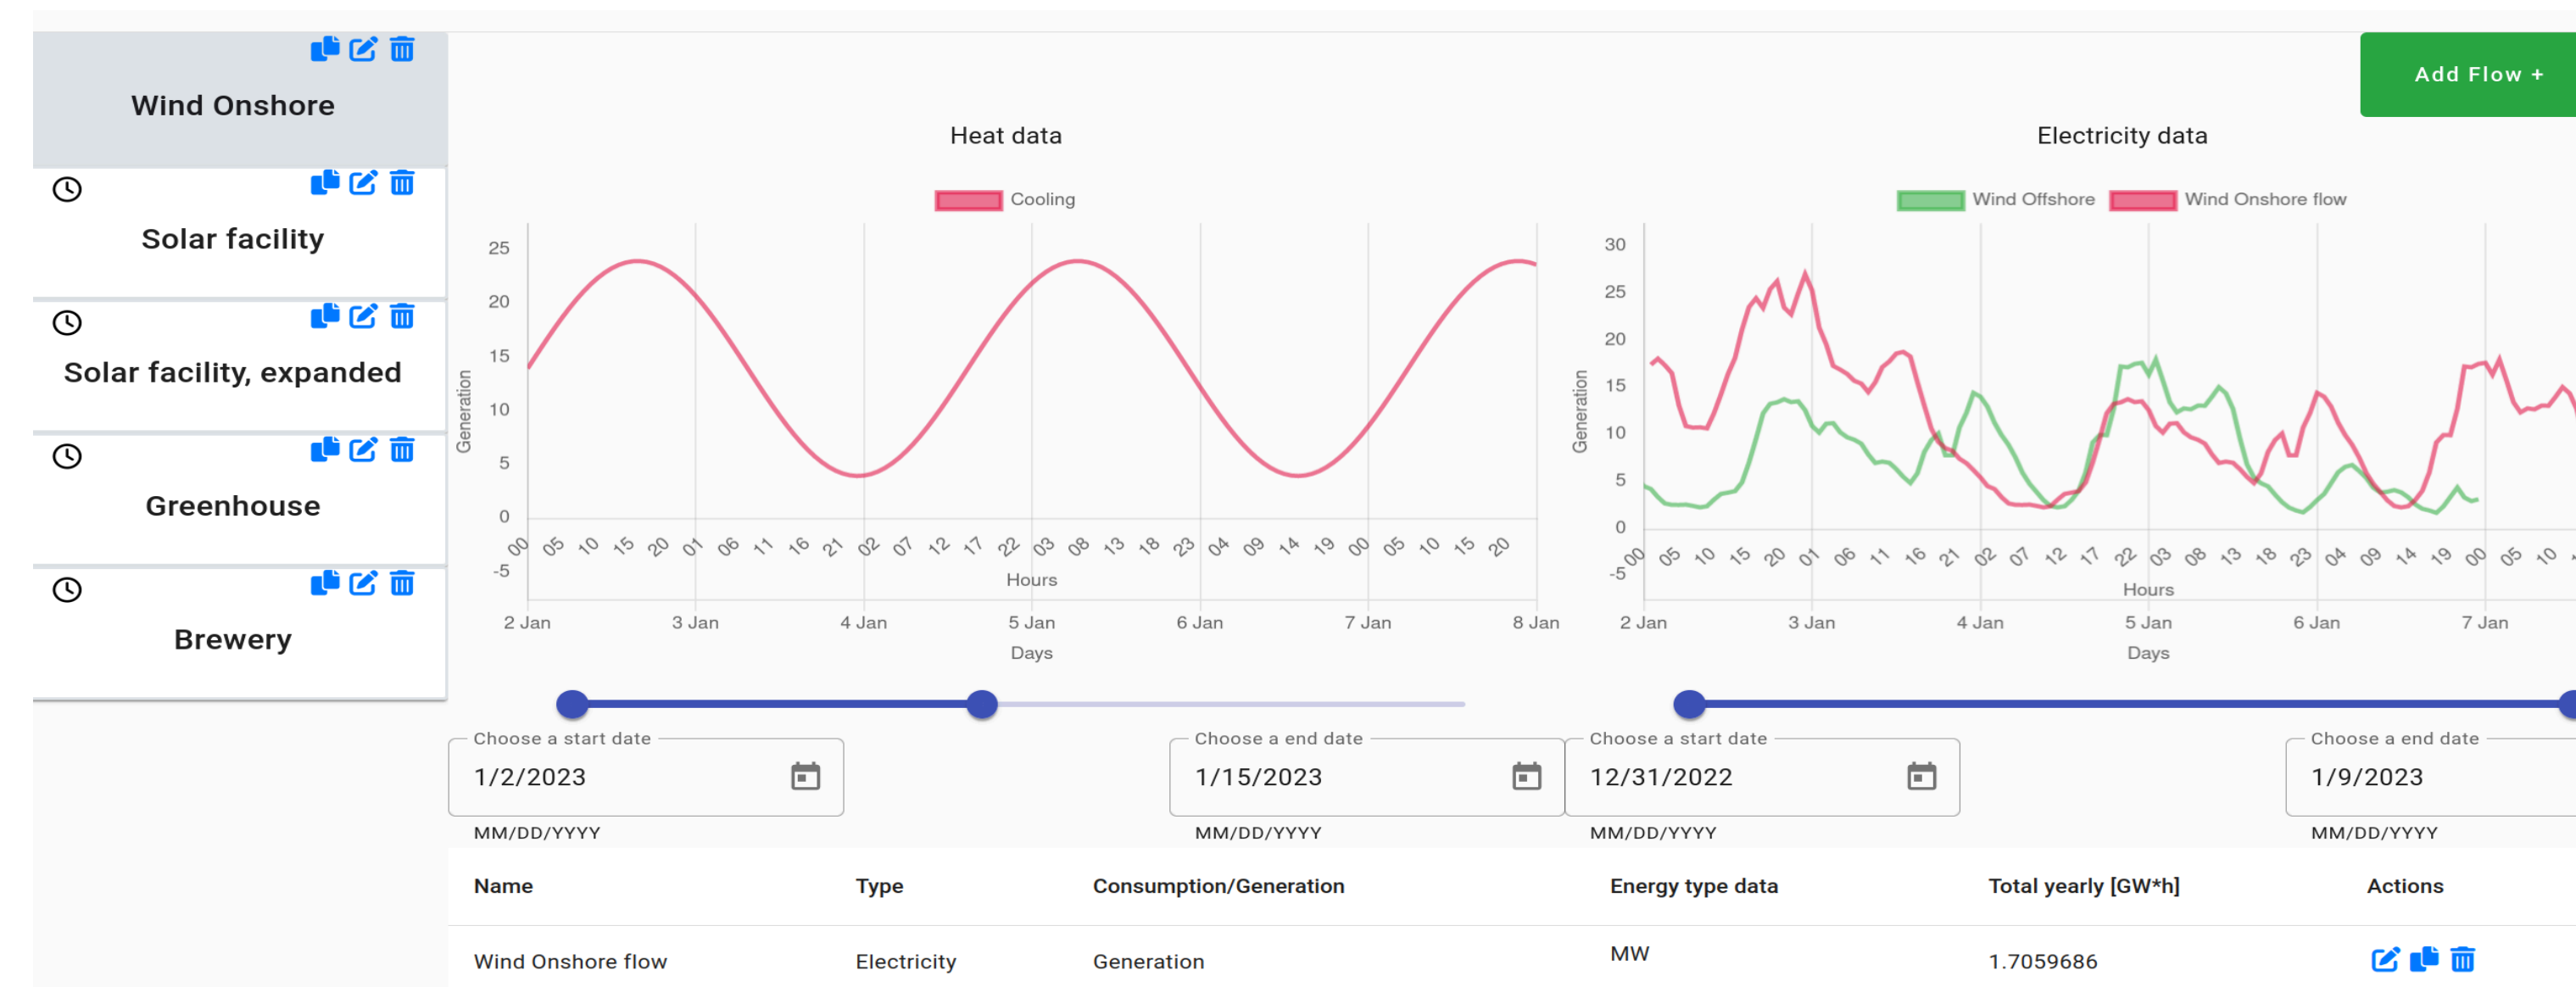 Wind Onshore
Solar facility
Solar facility, expanded
Greenhouse
Brewery
Add Flow +
Heat data
Cooling
Generation
25
20
15
10
5
0
-5
00 05 10 15 20 01 06 11 16 21 02 07 12 17 22 03 08 13 18 23 04 09 14 19 00 05 10 15 20
Hours
2 Jan 3 Jan 4 Jan 5 Jan 6 Jan 7 Jan 8 Jan
Days
Electricity data
Wind Offshore Wind Onshore flow
Generation
30
25
20
15
10
5
0
-5
00 05 10 15 20 01 06 11 16 21 02 07 12 17 22 03 08 13 18 23 04 09 14 19 00 05 10
Hours
2 Jan 3 Jan 4 Jan 5 Jan 6 Jan 7 Jan
Days
Choose a start date
1/2/2023
MM/DD/YYYY
Choose a end date
1/15/2023
MM/DD/YYYY
Choose a start date
12/31/2022
MM/DD/YYYY
Choose a end date
1/9/2023
MM/DD/YYYY
Name Type Consumption/Generation Energy type data Total yearly [GW*h] Actions
Wind Onshore flow Electricity Generation MW 1.7059686